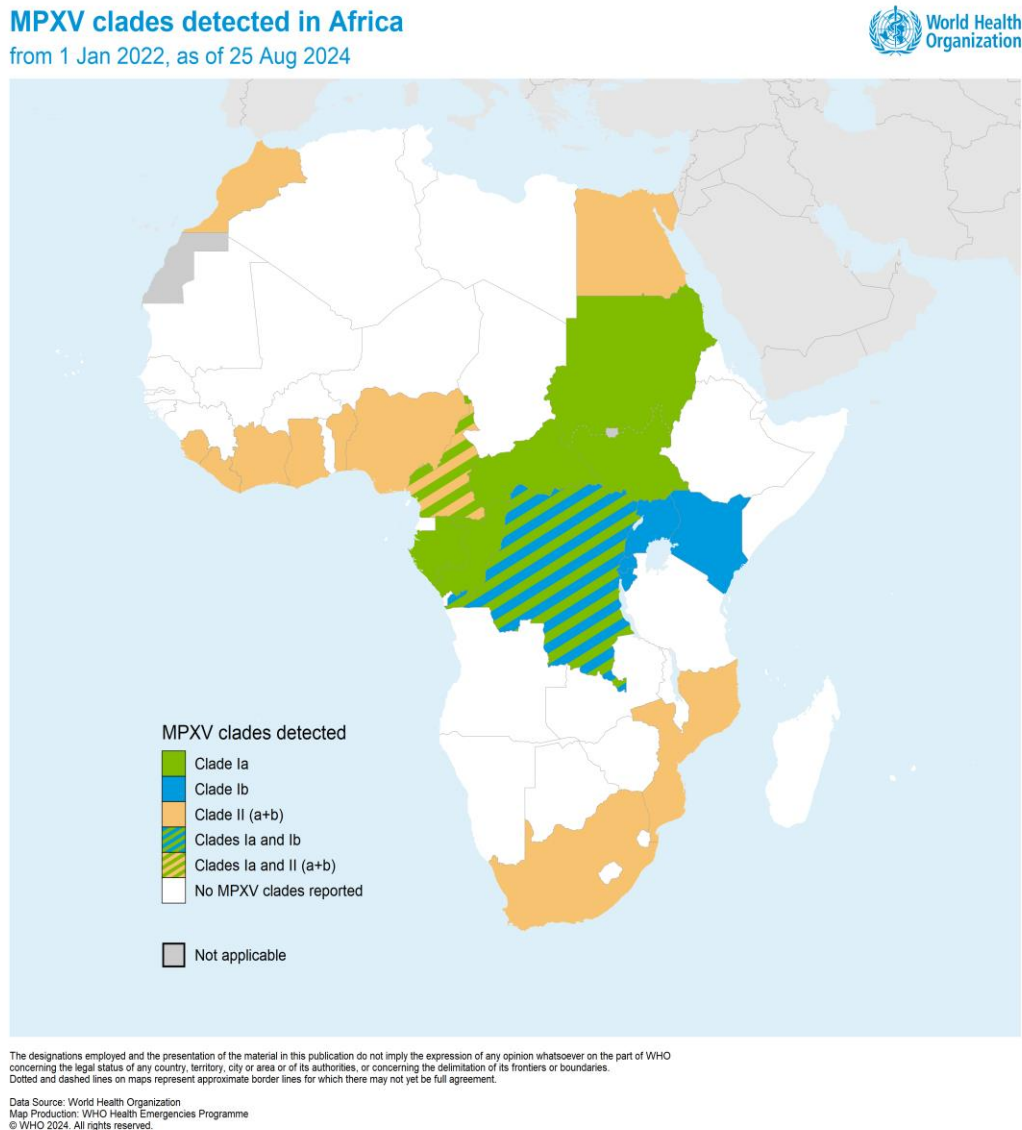 MPXV clades detected in Africa
from 1 Jan 2022, as of 25 Aug 2024
World Health
Organization
MPXV clades detected
Clade Ia
Clade Ib
Clade II (a+b)
Clades Ia and Ib
Clades Ia and II (a+b)
No MPXV clades reported
Not applicable
The designations employed and the presentation of the material in this publication do not imply the expression of any opinion whatsoever on the part of WHO
concerning the legal status of any country, territory, city or area or of its authorities, or concerning the delimitation of its frontiers or boundaries.
Dotted and dashed lines on maps represent approximate border lines for which there may not yet be full agreement.
Data Source: World Health Organization
Map Production: WHO Health Emergencies Programme
© WHO 2024. All rights reserved.